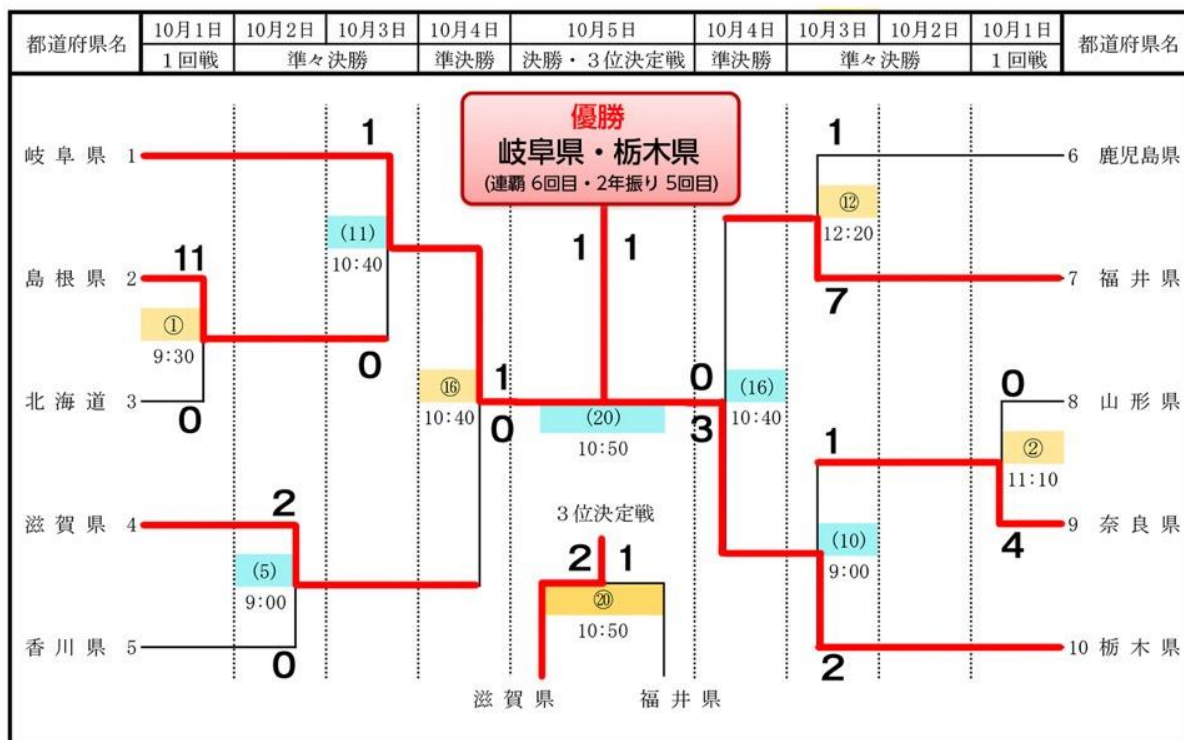 都道府県名 10月1日 10月2日 10月3日 10月4日 10月5日 10月4日 10月3日 10月2日 10月1日 都道府県名
1回戦 準々決勝 準決勝 決勝・3位決定戦 準決勝 準々決勝 1回戦
優勝
岐阜県・栃木県
(連覇 6回目・2年振り 5回目)
1 1
岐阜県 1
1
(11)
10:40
0
島根県 2
11
①
9:30
0
北海道 3
⑯
10:40
1
0
滋賀県 4
2
(5)
9:00
0
香川県 5
(20)
10:50
3位決定戦
2 1
⑳
10:50
滋賀県 福井県
1
6 鹿児島県
⑫
12:20
7
7 福井県
0
3
(16)
10:40
0
8 山形県
②
11:10
4
9 奈良県
1
(10)
9:00
2
10 栃木県